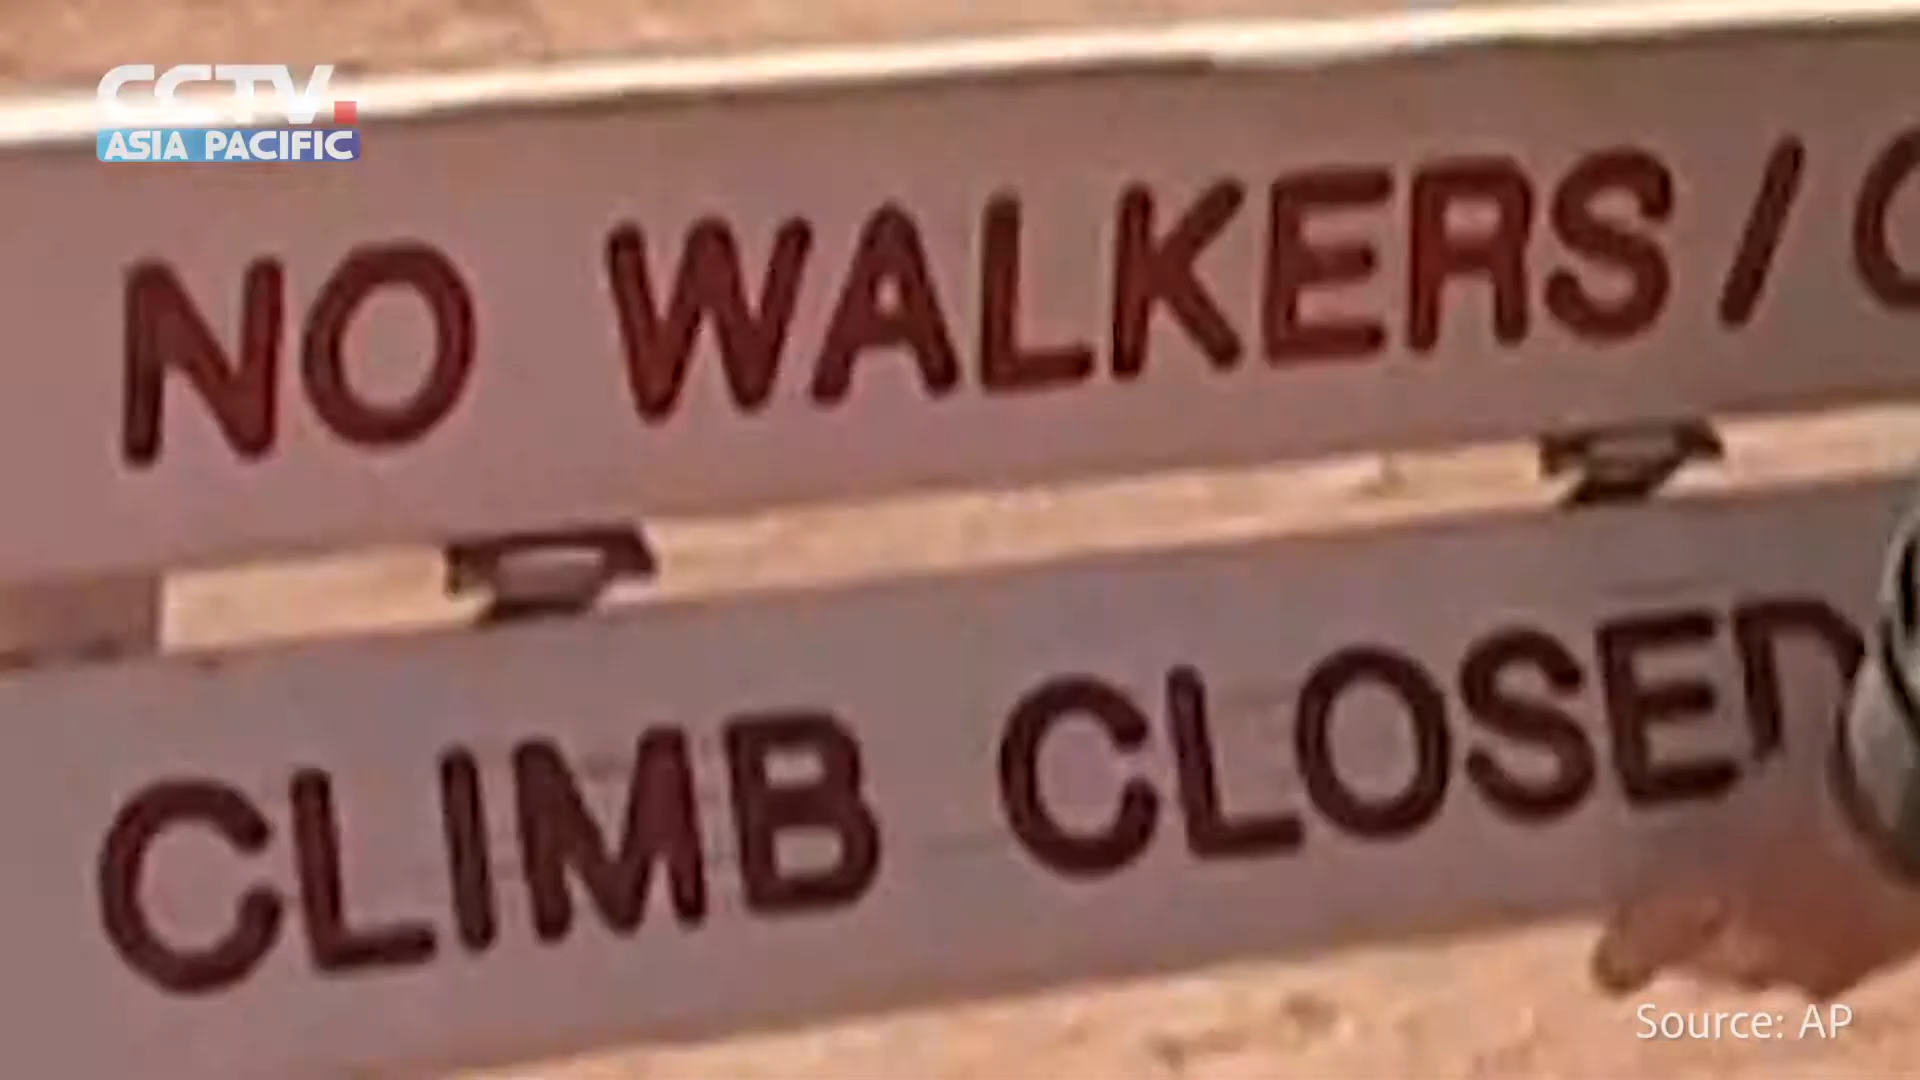 CCTV.
ASIA PACIFIC
NO WALKERS/
CLIMB CLOSED
Source: AP